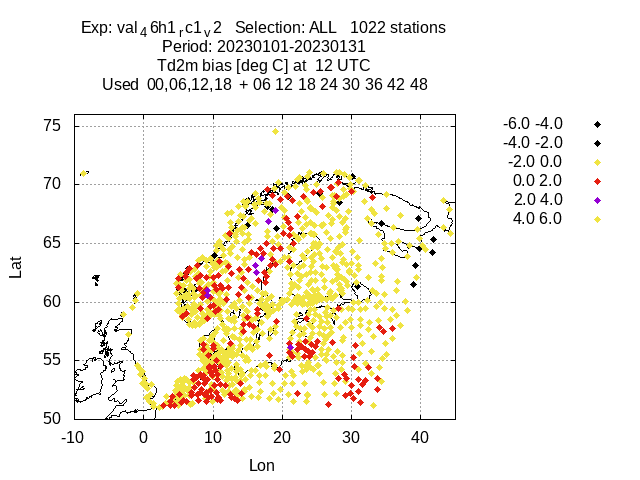 Exp: val_4 6h1_r c1_v 2   Selection: ALL   1022 stations
Period: 20230101-20230131
Td2m bias [deg C] at  12 UTC
Used  00,06,12,18  + 06 12 18 24 30 36 42 48
-6.0 -4.0
-4.0 -2.0
-2.0 0.0
0.0 2.0
2.0 4.0
4.0 6.0
75
70
65
60
55
50
Lat
-10 0 10 20 30 40
Lon